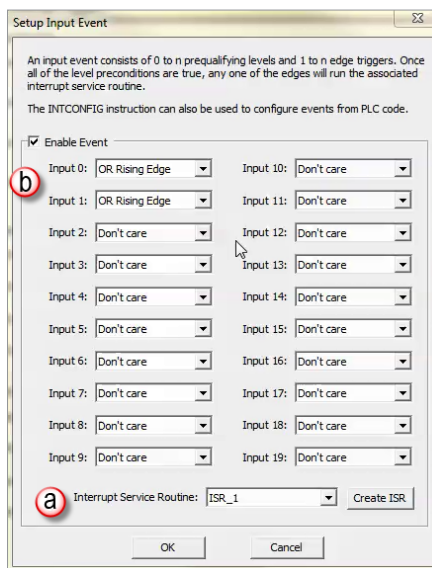 Setup Input Event
An input event consists of 0 to n prequalifying levels and 1 to n edge triggers. Once
all of the level preconditions are true, any one of the edges will run the associated
interrupt service routine.
The INTCONFIG instruction can also be used to configure events from PLC code.
Enable Event
b
Input 0: OR Rising Edge Input 10: Don't care
Input 1: OR Rising Edge Input 11: Don't care
Input 2: Don't care Input 12: Don't care
Input 3: Don't care Input 13: Don't care
Input 4: Don't care Input 14: Don't care
Input 5: Don't care Input 15: Don't care
Input 6: Don't care Input 16: Don't care
Input 7: Don't care Input 17: Don't care
Input 8: Don't care Input 18: Don't care
Input 9: Don't care Input 19: Don't care
a Interrupt Service Routine: ISR_1 Create ISR
OK Cancel